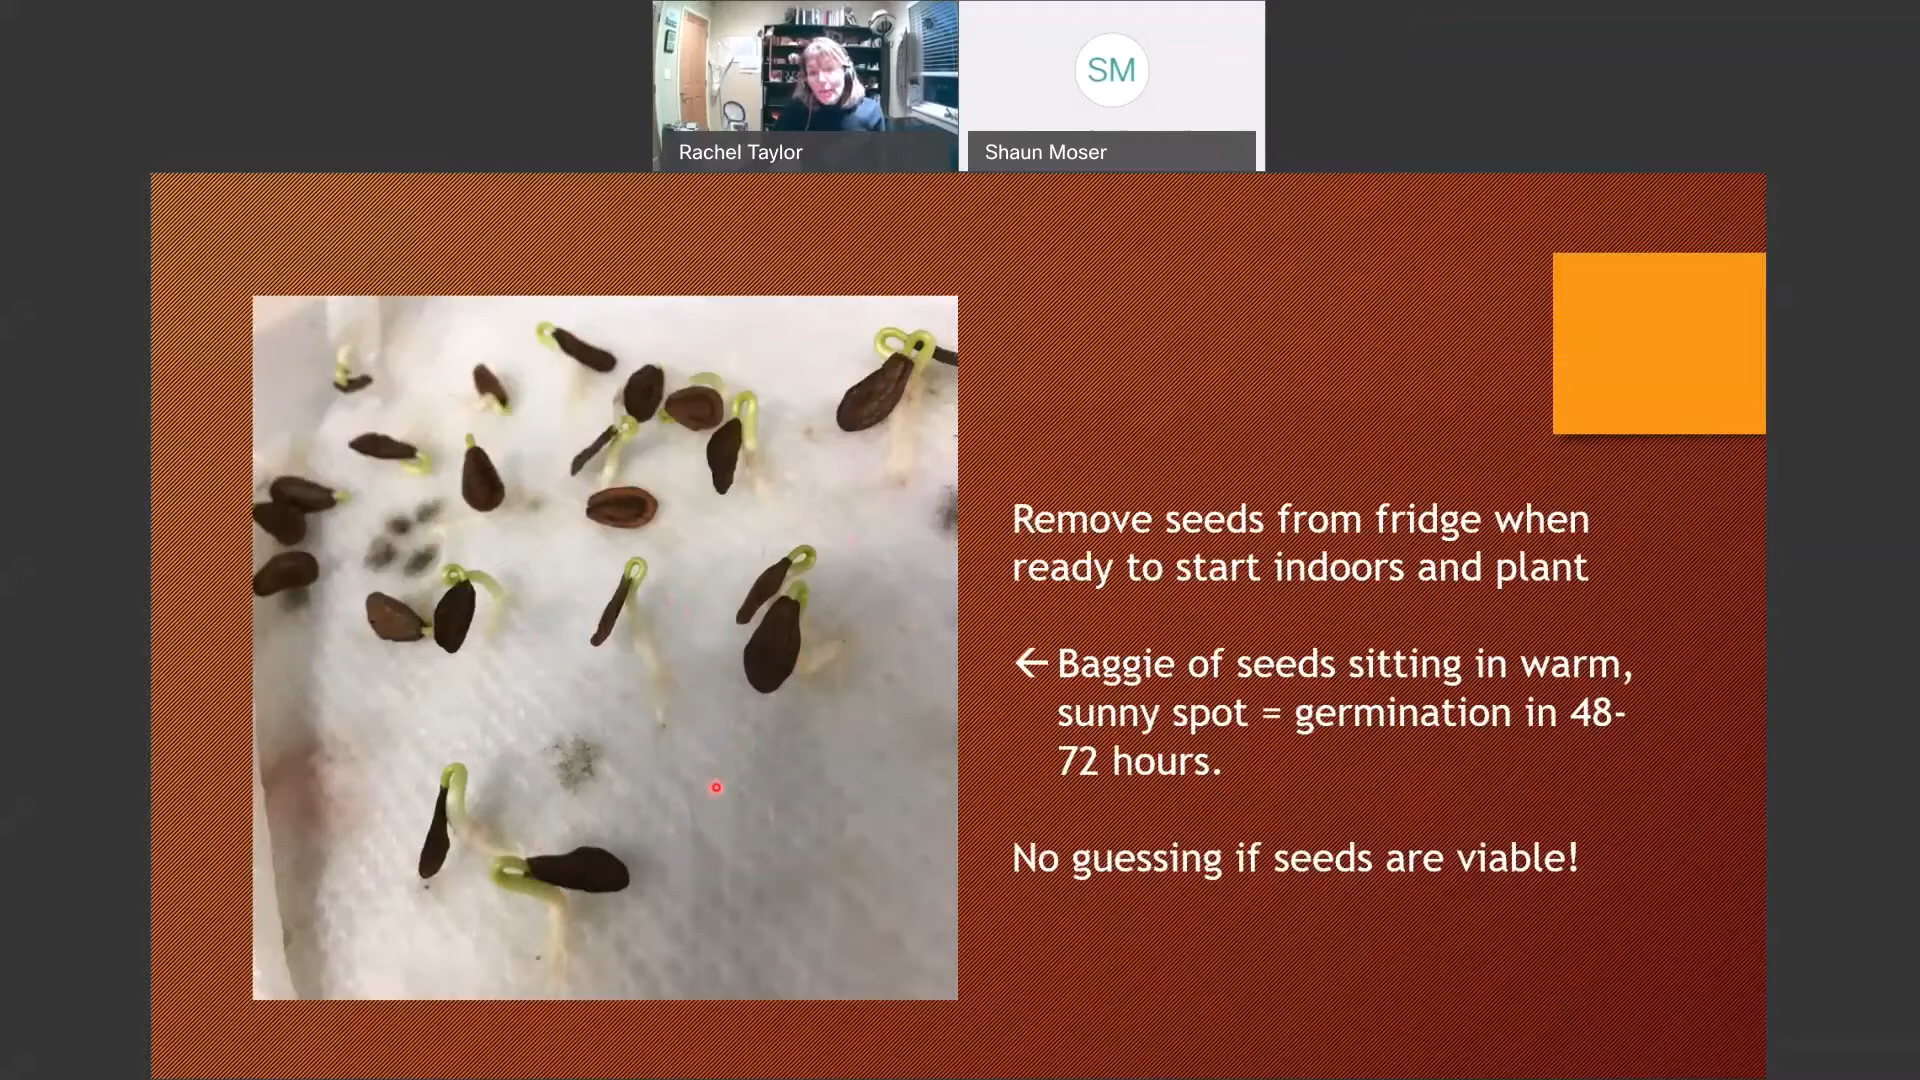 SM
Rachel Taylor
Shaun Moser
Remove seeds from fridge when
ready to start indoors and plant
← Baggie of seeds sitting in warm,
sunny spot = germination in 48-
72 hours.
No guessing if seeds are viable!